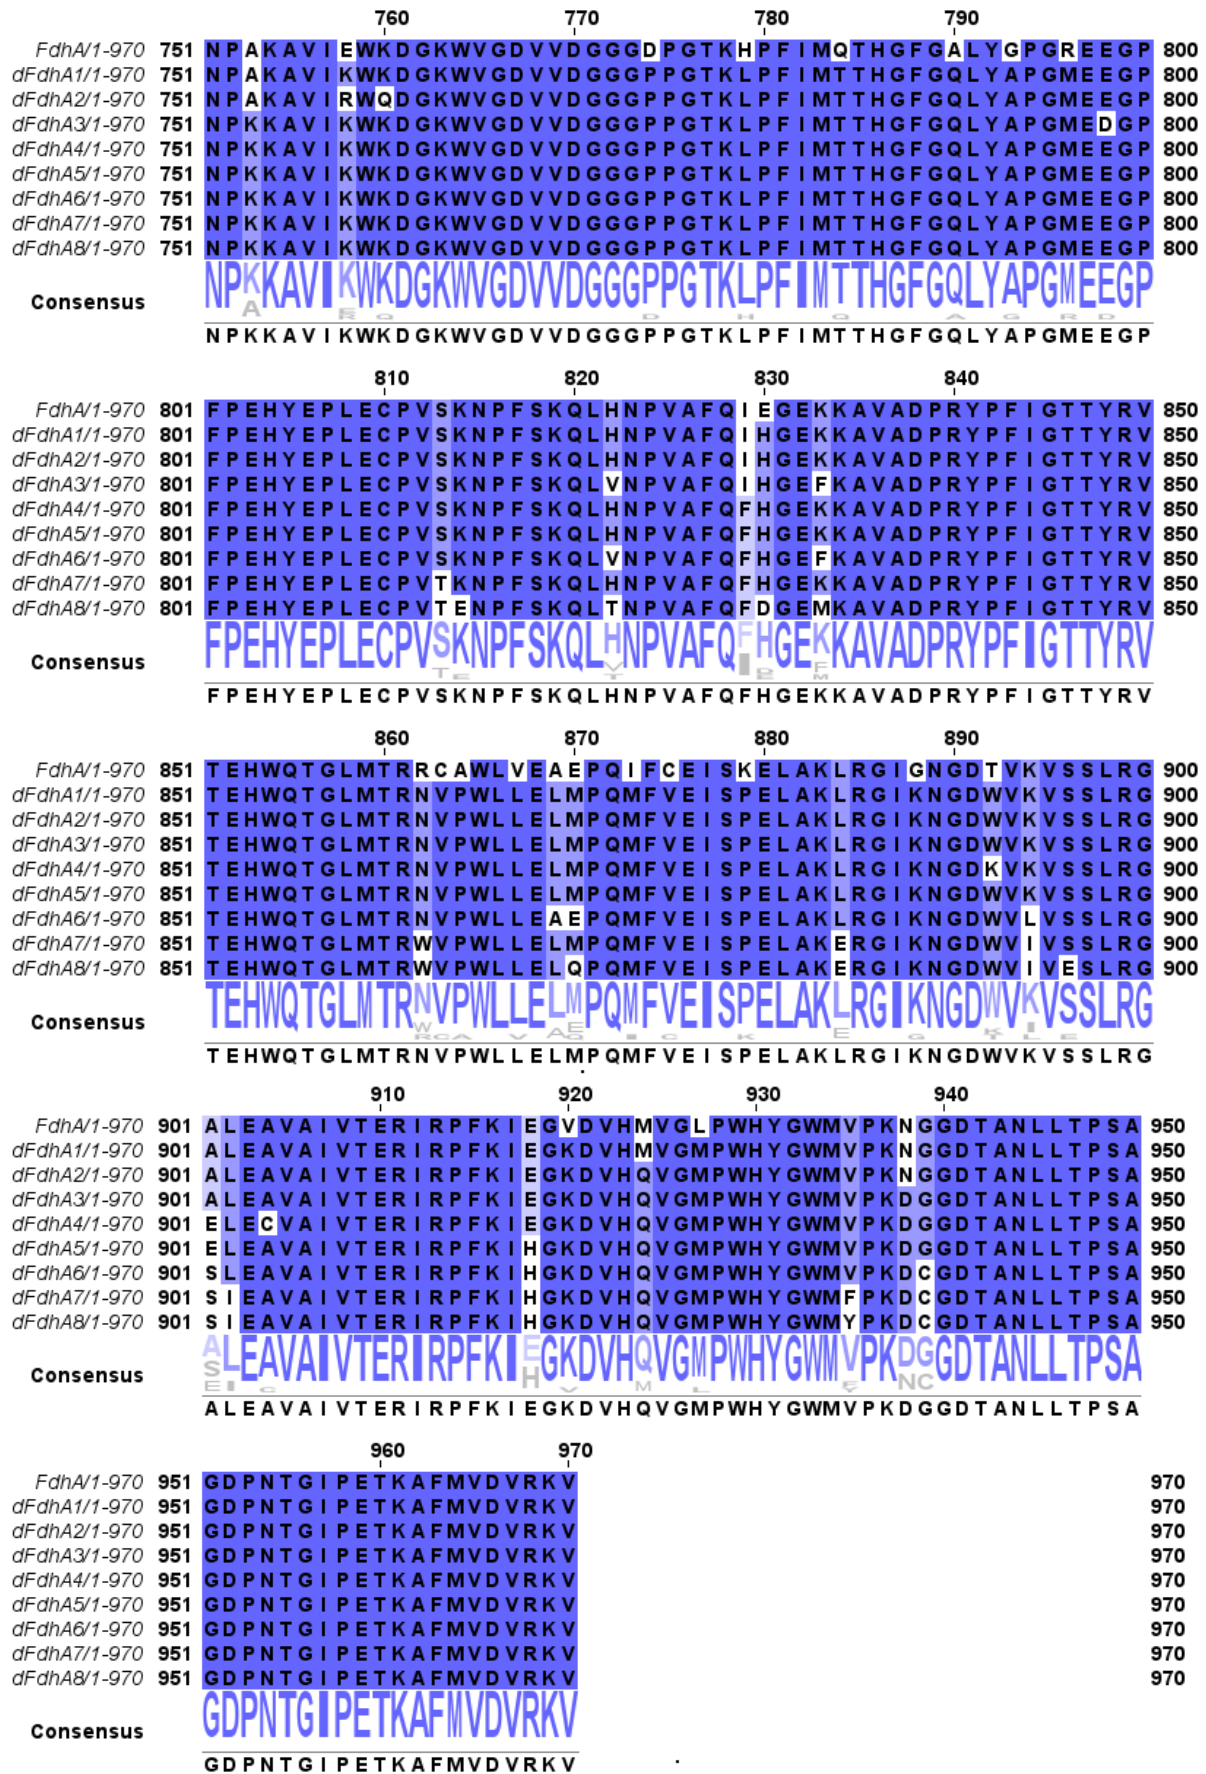 760 770 780 790
FdhA/1-970 751 NPAKAVIEWKDGKWVGDVVDGGGDPGTKHPFIMQTHGFGALYGPGREEGP 800
dFdhA1/1-970 751 NPAKAVIKWKDGKWVGDVVDGGGPPGTKLPFIMTTHGFGQLYAPGMEEGP 800
dFdhA2/1-970 751 NPAKAVIRWQDGKWVGDVVDGGGPPGTKLPFIMTTHGFGQLYAPGMEEGP 800
dFdhA3/1-970 751 NPKKAVIKWKDGKWVGDVVDGGGPPGTKLPFIMTTHGFGQLYAPGMEDGP 800
dFdhA4/1-970 751 NPKKAVIKWKDGKWVGDVVDGGGPPGTKLPFIMTTHGFGQLYAPGMEEGP 800
dFdhA5/1-970 751 NPKKAVIKWKDGKWVGDVVDGGGPPGTKLPFIMTTHGFGQLYAPGMEEGP 800
dFdhA6/1-970 751 NPKKAVIKWKDGKWVGDVVDGGGPPGTKLPFIMTTHGFGQLYAPGMEEGP 800
dFdhA7/1-970 751 NPKKAVIKWKDGKWVGDVVDGGGPPGTKLPFIMTTHGFGQLYAPGMEEGP 800
dFdhA8/1-970 751 NPKKAVIKWKDGKWVGDVVDGGGPPGTKLPFIMTTHGFGQLYAPGMEEGP 800
Consensus NPKKAVIKWKDGKWVGDVVDGGGPPGTKLPFIMTTHGFGQLYAPGMEEGP
NPKKAVIKWKDGKWVGDVVDGGGPPGTKLPFIMTTHGFGQLYAPGMEEGP
810 820 830 840
FdhA/1-970 801 FPEHYEPLECPVSKNPFSKQLHNPVAFQIEGEKKAVADPRYPFIGTTYRV 850
dFdhA1/1-970 801 FPEHYEPLECPVSKNPFSKQLHNPVAFQIHGEKKAVADPRYPFIGTTYRV 850
dFdhA2/1-970 801 FPEHYEPLECPVSKNPFSKQLHNPVAFQIHGEKKAVADPRYPFIGTTYRV 850
dFdhA3/1-970 801 FPEHYEPLECPVSKNPFSKQLVNPVAFQIHGEFKAVADPRYPFIGTTYRV 850
dFdhA4/1-970 801 FPEHYEPLECPVSKNPFSKQLHNPVAFQFHGEKKAVADPRYPFIGTTYRV 850
dFdhA5/1-970 801 FPEHYEPLECPVSKNPFSKQLHNPVAFQFHGEKKAVADPRYPFIGTTYRV 850
dFdhA6/1-970 801 FPEHYEPLECPVSKNPFSKQLVNPVAFQFHGEFKAVADPRYPFIGTTYRV 850
dFdhA7/1-970 801 FPEHYEPLECPVTKNPFSKQLHNPVAFQFHGEKKAVADPRYPFIGTTYRV 850
dFdhA8/1-970 801 FPEHYEPLECPVTENPFSKQLTNPVAFQFDGEMKAVADPRYPFIGTTYRV 850
Consensus FPEHYEPLECPVSKNPFSKQLHNPVAFQFHGEKKAVADPRYPFIGTTYRV
FPEHYEPLECPVSKNPFSKQLHNPVAFQFHGEKKAVADPRYPFIGTTYRV
860 870 880 890
FdhA/1-970 851 TEHWQTGLMTRRCAWLVEAEPQIFCEISKELAKLRGIGNGDTVKVSSLRG 900
dFdhA1/1-970 851 TEHWQTGLMTRNVPWLLELMPQMFVEISPELAKLRGIKNGDWVKVSSLRG 900
dFdhA2/1-970 851 TEHWQTGLMTRNVPWLLELMPQMFVEISPELAKLRGIKNGDWVKVSSLRG 900
dFdhA3/1-970 851 TEHWQTGLMTRNVPWLLELMPQMFVEISPELAKLRGIKNGDWVKVSSLRG 900
dFdhA4/1-970 851 TEHWQTGLMTRNVPWLLELMPQMFVEISPELAKLRGIKNGDKVKVSSLRG 900
dFdhA5/1-970 851 TEHWQTGLMTRNVPWLLELMPQMFVEISPELAKLRGIKNGDWVKVSSLRG 900
dFdhA6/1-970 851 TEHWQTGLMTRNVPWLLEAEPQMFVEISPELAKLRGIKNGDWVLVSSLRG 900
dFdhA7/1-970 851 TEHWQTGLMTRWVPWLLELMPQMFVEISPELAKERGIKNGDWVIVSSLRG 900
dFdhA8/1-970 851 TEHWQTGLMTRWVPWLLELQPQMFVEISPELAKERGIKNGDWVIVESLRG 900
Consensus TEHWQTGLMTRNVPWLLELMPQMFVEISPELAKLRGIKNGDWVKVSSLRG
TEHWQTGLMTRNVPWLLELMPQMFVEISPELAKLRGIKNGDWVKVSSLRG
910 920 930 940
FdhA/1-970 901 ALEAVAIVTERIRPFKIEGVDVHMVGLPWHYGWMVPKNGGDTANLLTPSA 950
dFdhA1/1-970 901 ALEAVAIVTERIRPFKIEGKDVHMVGMPWHYGWMVPKNGGDTANLLTPSA 950
dFdhA2/1-970 901 ALEAVAIVTERIRPFKIEGKDVHQVGMPWHYGWMVPKNGGDTANLLTPSA 950
dFdhA3/1-970 901 ALEAVAIVTERIRPFKIEGKDVHQVGMPWHYGWMVPKDGGDTANLLTPSA 950
dFdhA4/1-970 901 ELECVAIVTERIRPFKIEGKDVHQVGMPWHYGWMVPKDGGDTANLLTPSA 950
dFdhA5/1-970 901 ELEAVAIVTERIRPFKIHGKDVHQVGMPWHYGWMVPKDGGDTANLLTPSA 950
dFdhA6/1-970 901 SLEAVAIVTERIRPFKIHGKDVHQVGMPWHYGWMVPKDCGDTANLLTPSA 950
dFdhA7/1-970 901 SIEAVAIVTERIRPFKIHGKDVHQVGMPWHYGWMFPKDCGDTANLLTPSA 950
dFdhA8/1-970 901 SIEAVAIVTERIRPFKIHGKDVHQVGMPWHYGWMYPKDCGDTANLLTPSA 950
Consensus ALEAVAIVTERIRPFKIEGKDVHQVGMPWHYGWMVPKDGGDTANLLTPSA
ALEAVAIVTERIRPFKIEGKDVHQVGMPWHYGWMVPKDGGDTANLLTPSA
960 970
FdhA/1-970 951 GDPNTGIPETKAFMVDVRKV 970
dFdhA1/1-970 951 GDPNTGIPETKAFMVDVRKV 970
dFdhA2/1-970 951 GDPNTGIPETKAFMVDVRKV 970
dFdhA3/1-970 951 GDPNTGIPETKAFMVDVRKV 970
dFdhA4/1-970 951 GDPNTGIPETKAFMVDVRKV 970
dFdhA5/1-970 951 GDPNTGIPETKAFMVDVRKV 970
dFdhA6/1-970 951 GDPNTGIPETKAFMVDVRKV 970
dFdhA7/1-970 951 GDPNTGIPETKAFMVDVRKV 970
dFdhA8/1-970 951 GDPNTGIPETKAFMVDVRKV 970
Consensus GDPNTGIPETKAFMVDVRKV
GDPNTGIPETKAFMVDVRKV